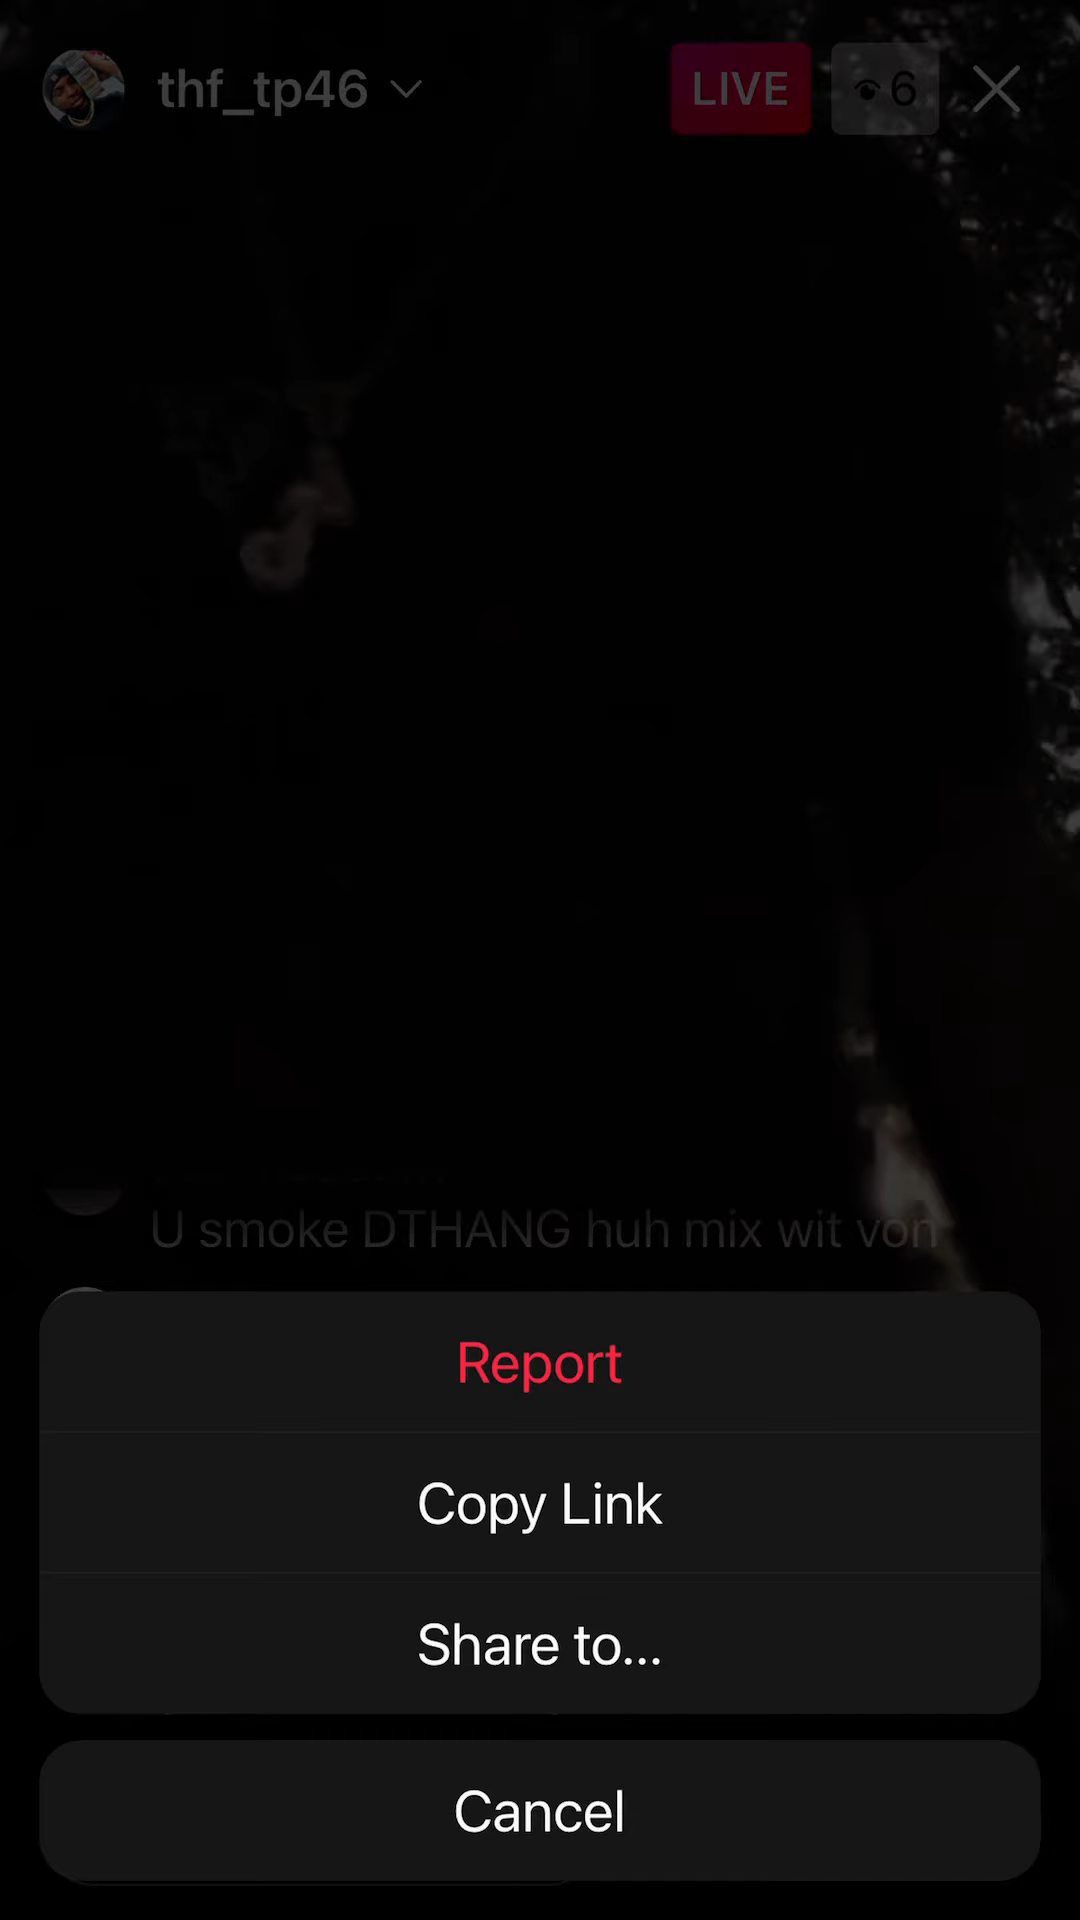 thf_tp46
LIVE
6
U smoke DTHANG huh mix wit von
Report
Copy Link
Share to...
Cancel